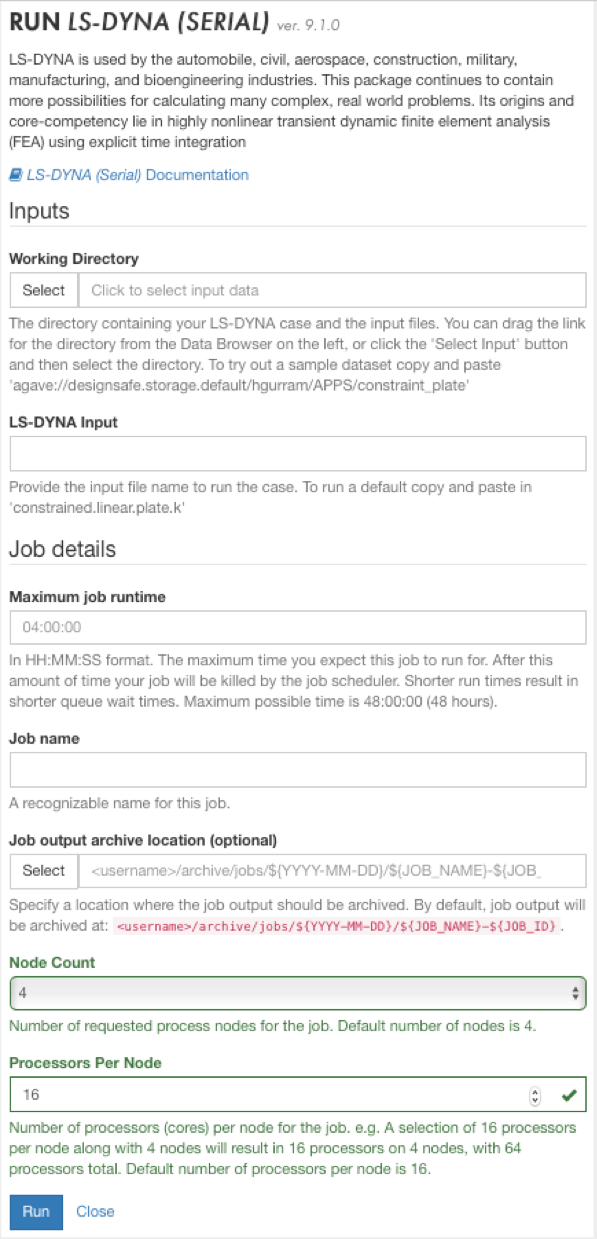 RUN LS-DYNA (SERIAL) ver. 9.1.0
LS-DYNA is used by the automobile, civil, aerospace, construction, military,
manufacturing, and bioengineering industries. This package continues to contain
more possibilities for calculating many complex, real world problems. Its origins and
core-competency lie in highly nonlinear transient dynamic finite element analysis
(FEA) using explicit time integration
LS-DYNA (Serial) Documentation
Inputs
Working Directory
Select Click to select input data
The directory containing your LS-DYNA case and the input files. You can drag the link
for the directory from the Data Browser on the left, or click the 'Select Input' button
and then select the directory. To try out a sample dataset copy and paste
'agave://designsafe.storage.default/hgurram/APPS/constraint_plate'
LS-DYNA Input
Provide the input file name to run the case. To run a default copy and paste in
'constrained.linear.plate.k'
Job details
Maximum job runtime
04:00:00
In HH:MM:SS format. The maximum time you expect this job to run for. After this
amount of time your job will be killed by the job scheduler. Shorter run times result in
shorter queue wait times. Maximum possible time is 48:00:00 (48 hours).
Job name
A recognizable name for this job.
Job output archive location (optional)
Select <username>/archive/jobs/${YYYY-MM-DD}/${JOB_NAME}-${JOB_
Specify a location where the job output should be archived. By default, job output will
be archived at: <username>/archive/jobs/${YYYY-MM-DD}/${JOB_NAME}-${JOB_ID} .
Node Count
4
Number of requested process nodes for the job. Default number of nodes is 4.
Processors Per Node
16
Number of processors (cores) per node for the job. e.g. A selection of 16 processors
per node along with 4 nodes will result in 16 processors on 4 nodes, with 64
processors total. Default number of processors per node is 16.
Run Close